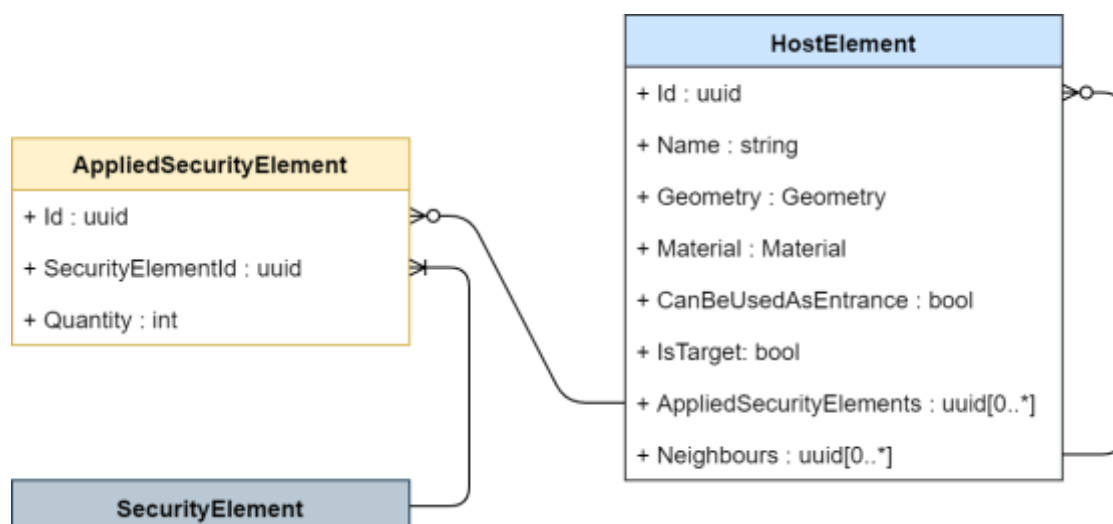 HostElement
+ Id : uuid
+ Name : string
+ Geometry : Geometry
+ Material : Material
+ CanBeUsedAsEntrance : bool
+ IsTarget: bool
+ AppliedSecurityElements : uuid[0..*]
+ Neighbours : uuid[0..*]
AppliedSecurityElement
+ Id : uuid
+ SecurityElementId : uuid
+ Quantity : int
SecurityElement